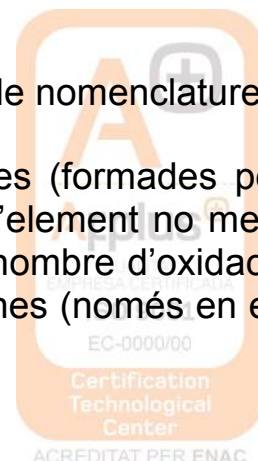 le nomenclature
es (formades pe
'element no me
nombre d'oxidac
nes (només en e
A+
Applus
EMPRESA CERTIFICADA
EC-0000/00
Certification
Technological
Center
ACREDITAT PER ENAC